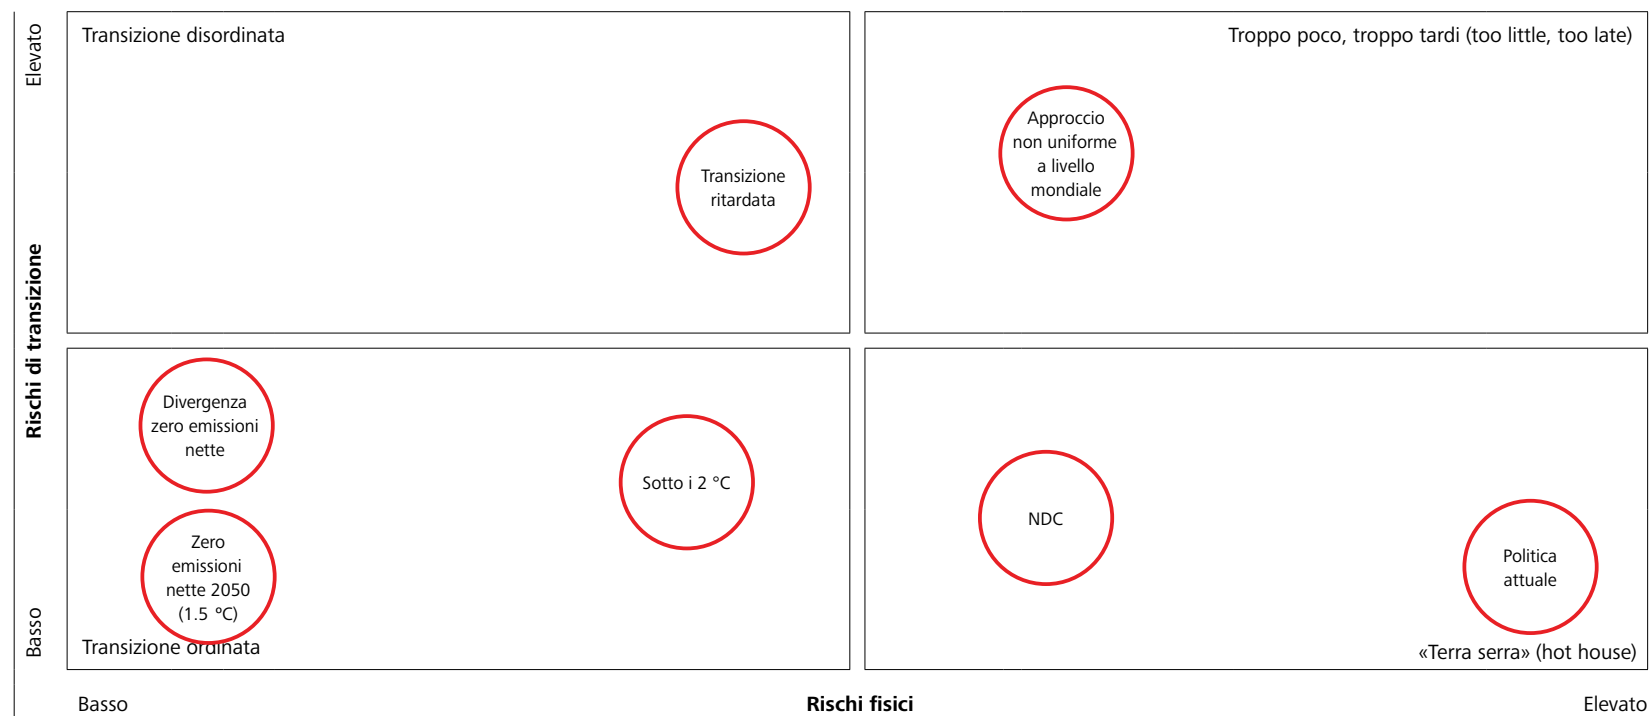 Elevato
Rischi di transizione
Basso
Transizione disordinata
Transizione
ritardata
Troppo poco, troppo tardi (too little, too late)
Approccio
non uniforme
a livello
mondiale
Divergenza
zero emissioni
nette
Zero
emissioni
nette 2050
(1.5 °C)
Sotto i 2 °C
Transizione ordinata
NDC
Politica
attuale
«Terra serra» (hot house)
Basso
Rischi fisici
Elevato